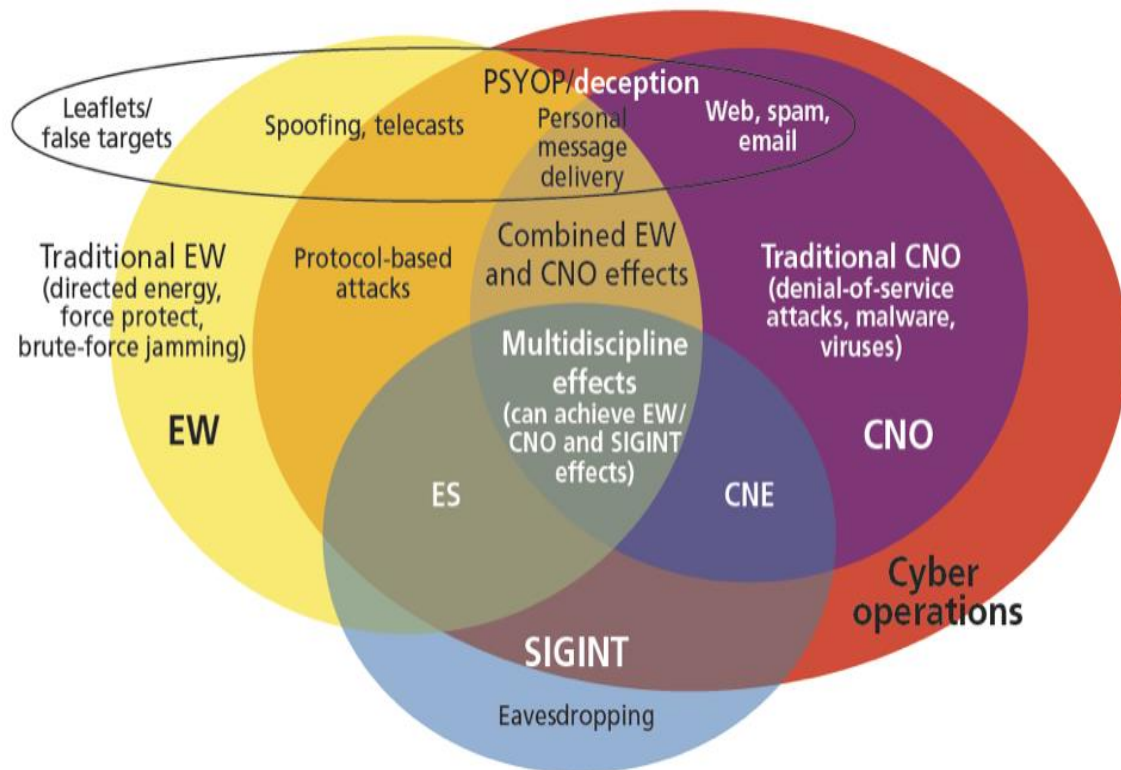 PSYOP/deception
Leaflets/
false targets
Spoofing, telecasts
Personal
message
delivery
Web, spam,
email
Traditional EW
(directed energy,
force protect,
brute-force jamming)
Protocol-based
attacks
Combined EW
and CNO effects
Traditional CNO
(denial-of-service
attacks, malware,
viruses)
Multidiscipline
effects
(can achieve EW/
CNO and SIGINT
effects)
EW
CNO
ES
CNE
Cyber
operations
SIGINT
Eavesdropping